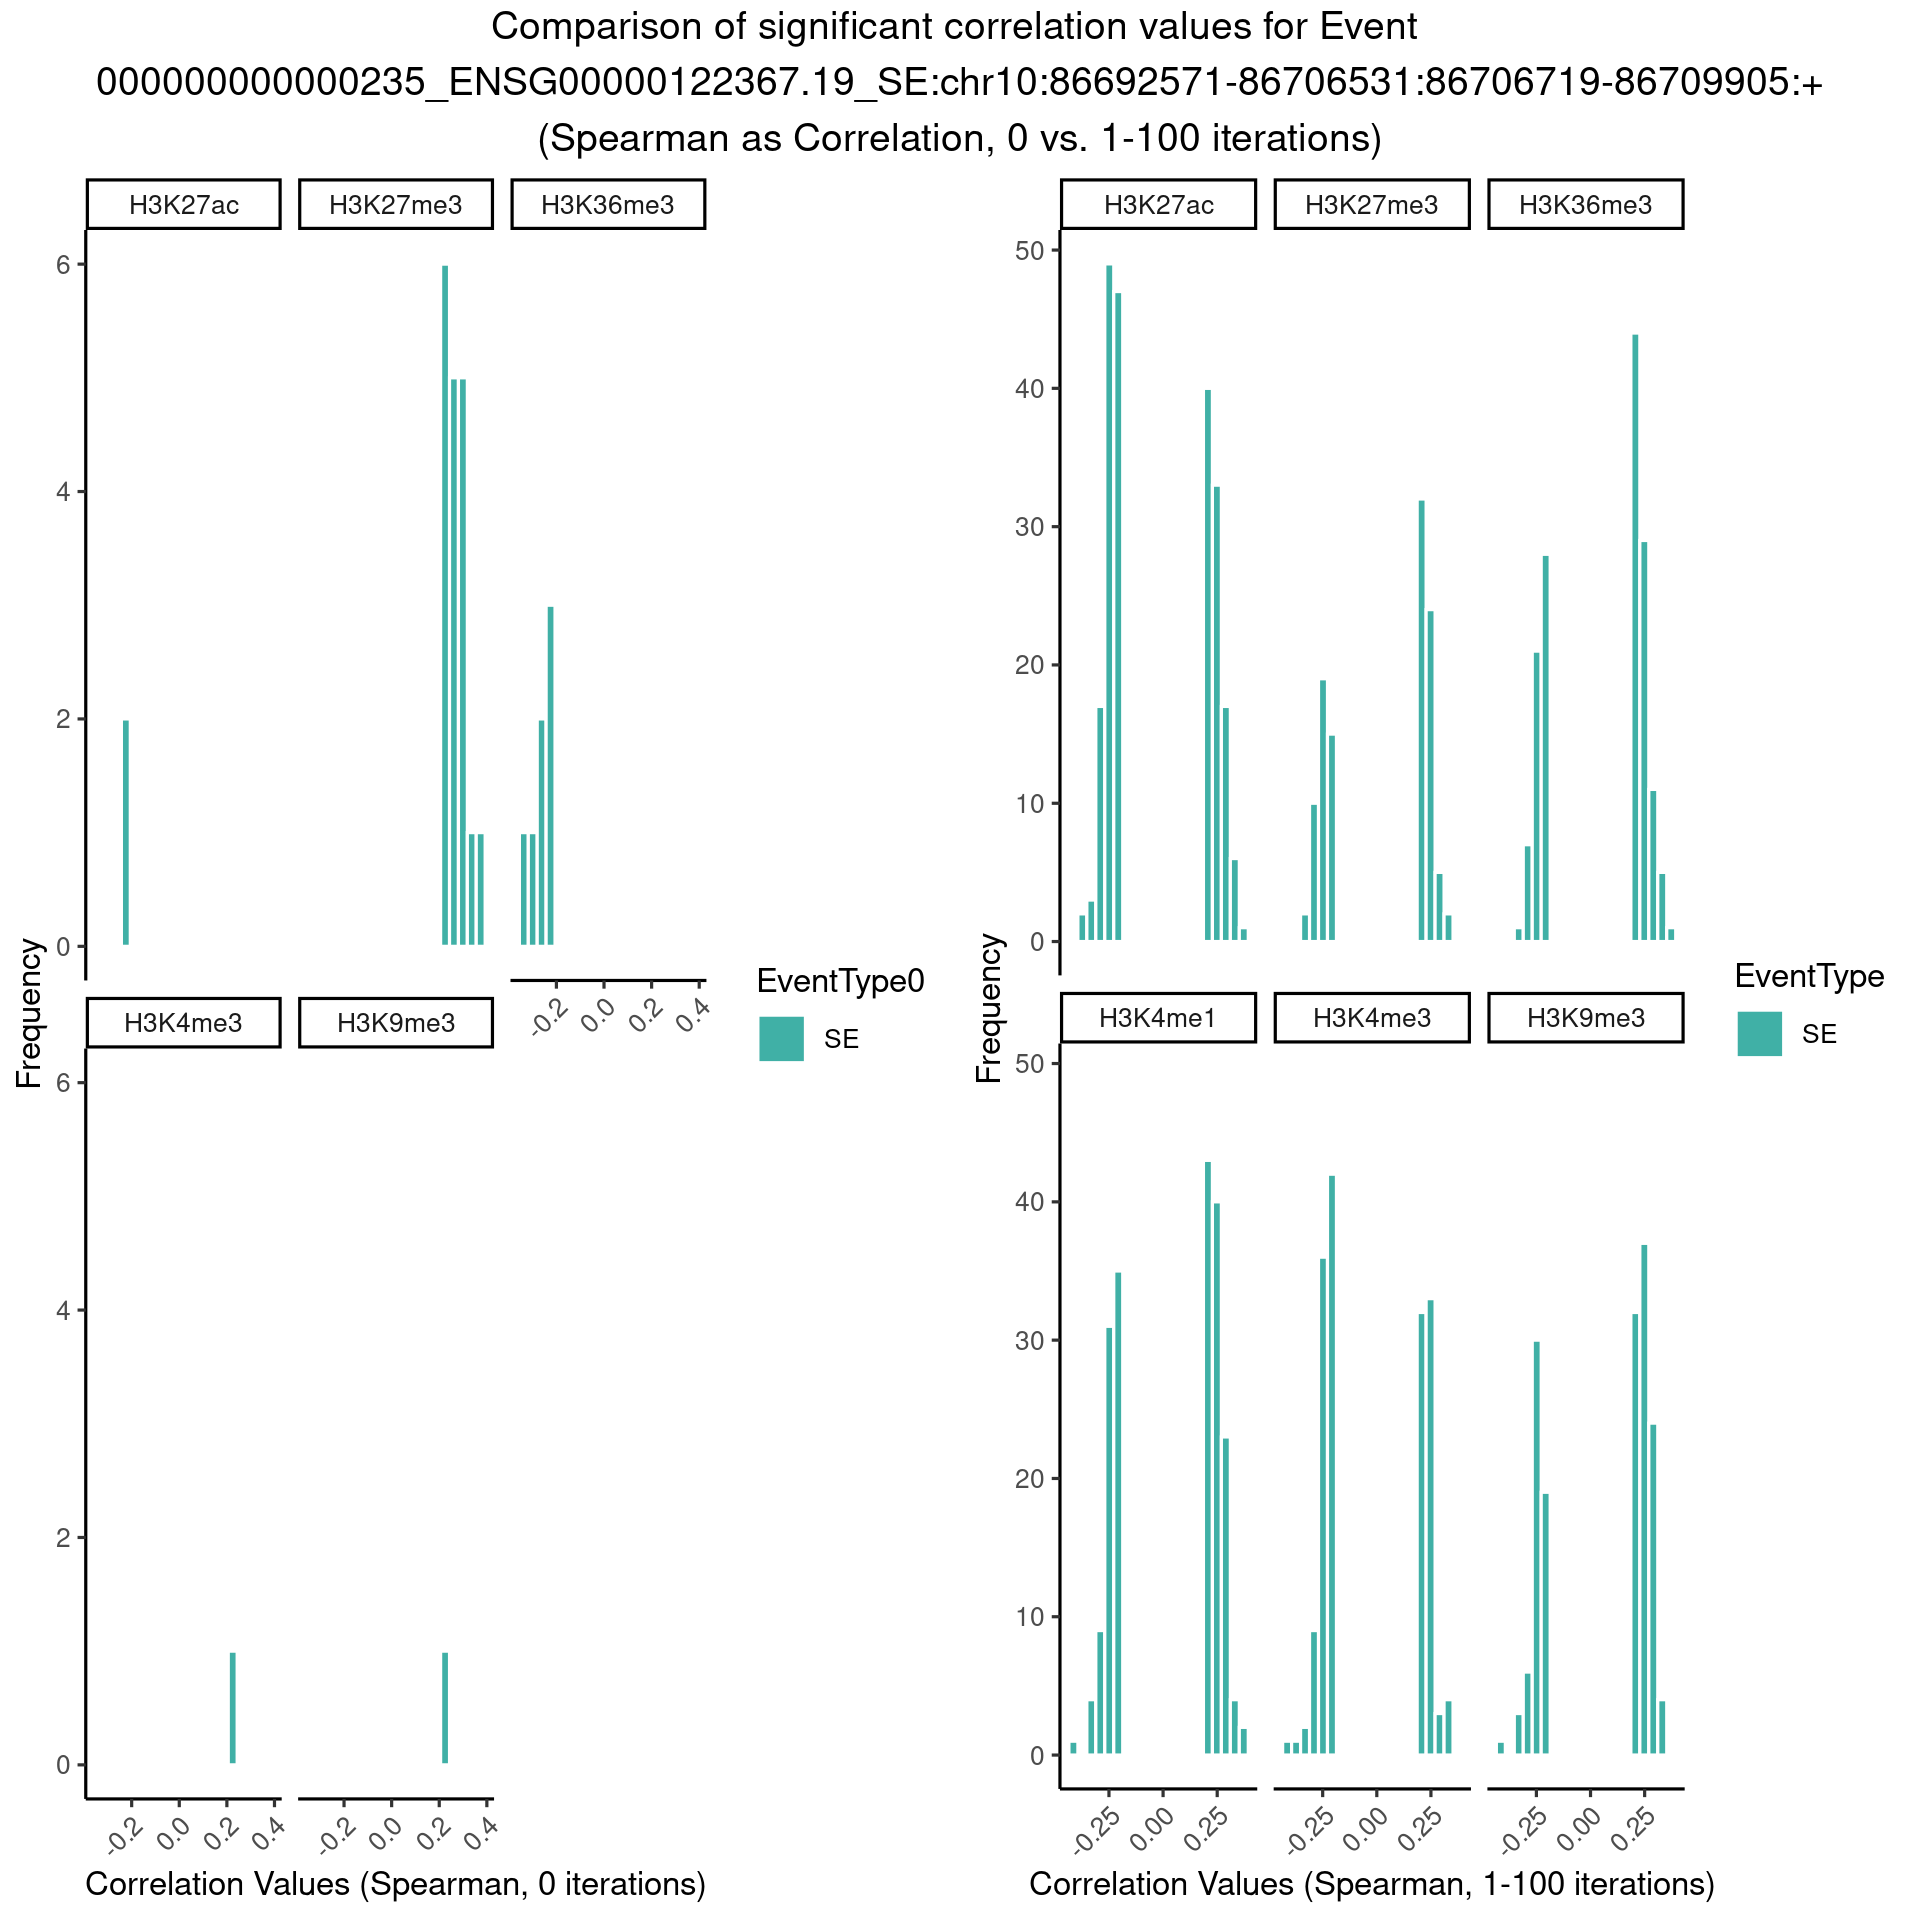 Comparison of significant correlation values for Event
000000000000235_ENSG00000122367.19_SE:chr10:86692571-86706531:86706719-86709905:+
(Spearman as Correlation, 0 vs. 1-100 iterations)
H3K27ac
H3K27me3
H3K36me3
6
4
2
0
-0.2
0.0
0.2
0.4
H3K4me3
H3K9me3
6
4
2
0
-0.2
0.0
0.2
0.4
-0.2
0.0
0.2
0.4
Frequency
Correlation Values (Spearman, 0 iterations)
EventType0
SE
H3K27ac
H3K27me3
H3K36me3
50
40
30
20
10
0
H3K4me1
H3K4me3
H3K9me3
50
40
30
20
10
0
-0.25
0.00
0.25
-0.25
0.00
0.25
-0.25
0.00
0.25
Frequency
Correlation Values (Spearman, 1-100 iterations)
EventType
SE